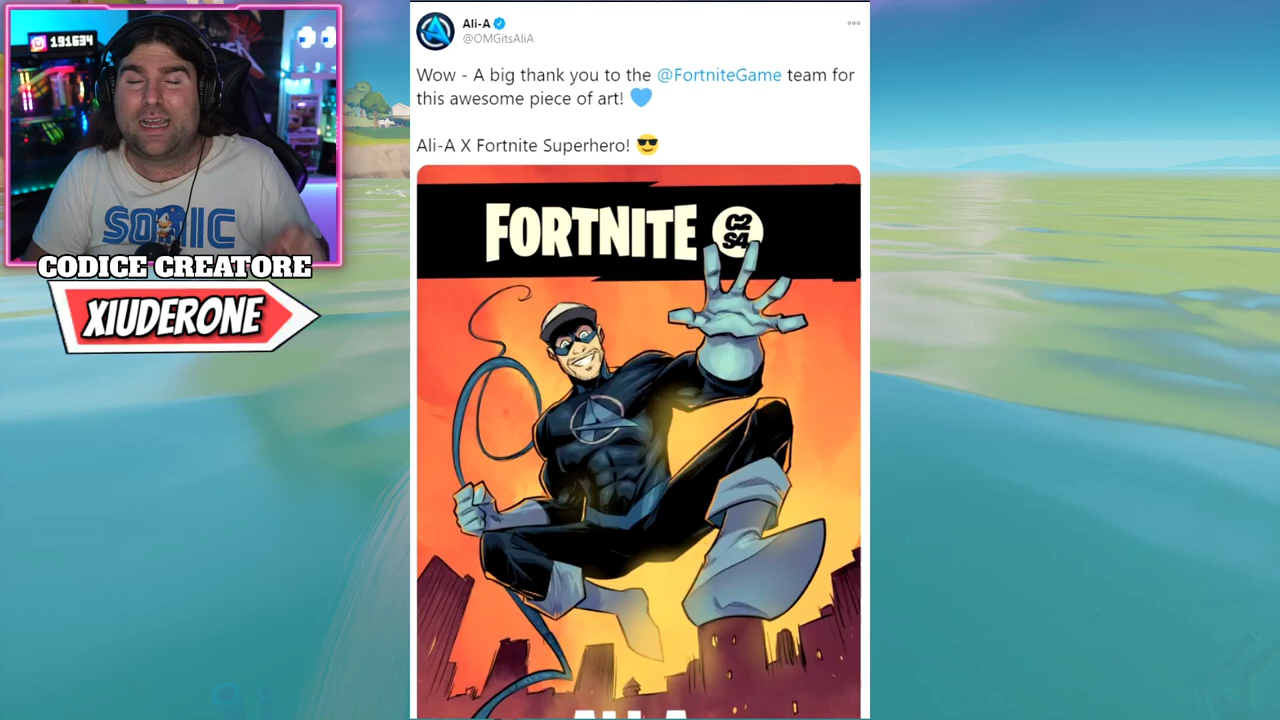 191634
SONIC
CODICE CREATORE
XIUDERONE
Ali-A
@OMGitsAliA
Wow - A big thank you to the @FortniteGame team for
this awesome piece of art! 💙
Ali-A X Fortnite Superhero! 😎
FORTNITE
C2
S4